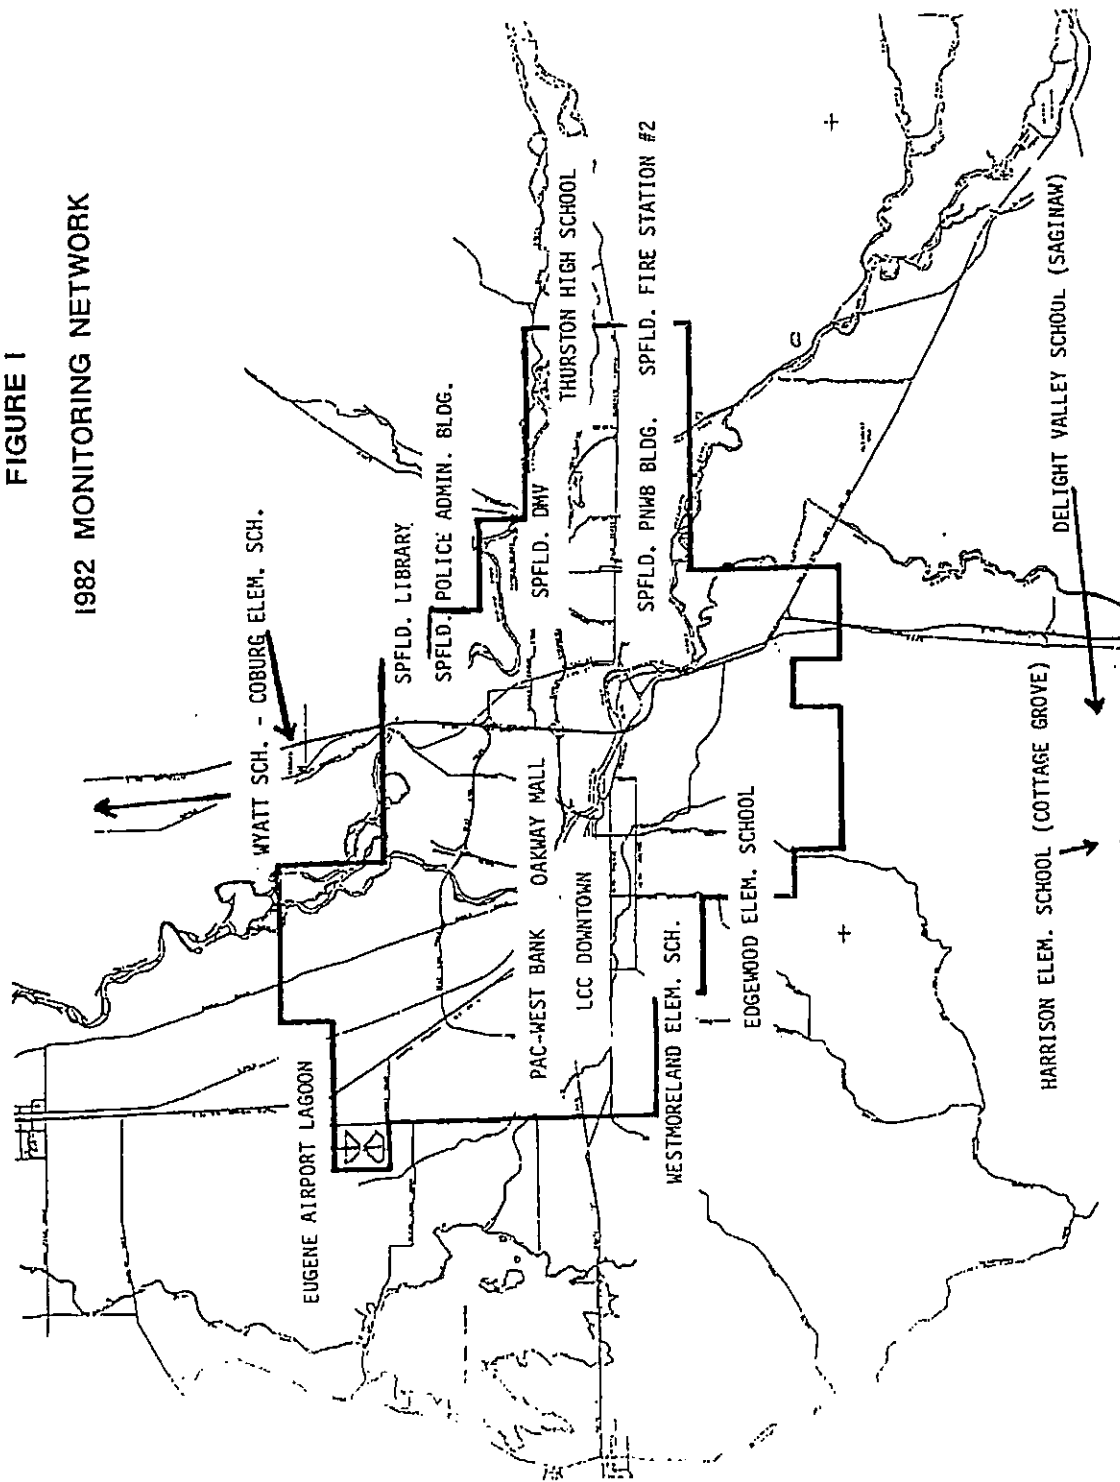 FIGURE I
1982 MONITORING NETWORK
WYATT SCH. - COBURG ELEM. SCH.
SPFLD. LIBRARY
SPFLD. POLICE ADMIN. BLDG.
EUGENE AIRPORT LAGOON
PAC-WEST BANK
OAKWAY MALL
SPFLD. DMV
THURSTON HIGH SCHOOL
LCC DOWNTOWN
SPFLD. PNWB BLDG.
SPFLD. FIRE STATION #2
WESTMORELAND ELEM. SCH.
EDGEWOOD ELEM. SCHOOL
HARRISON ELEM. SCHOOL (COTTAGE GROVE)
DELIGHT VALLEY SCHOOL (SAGINAW)